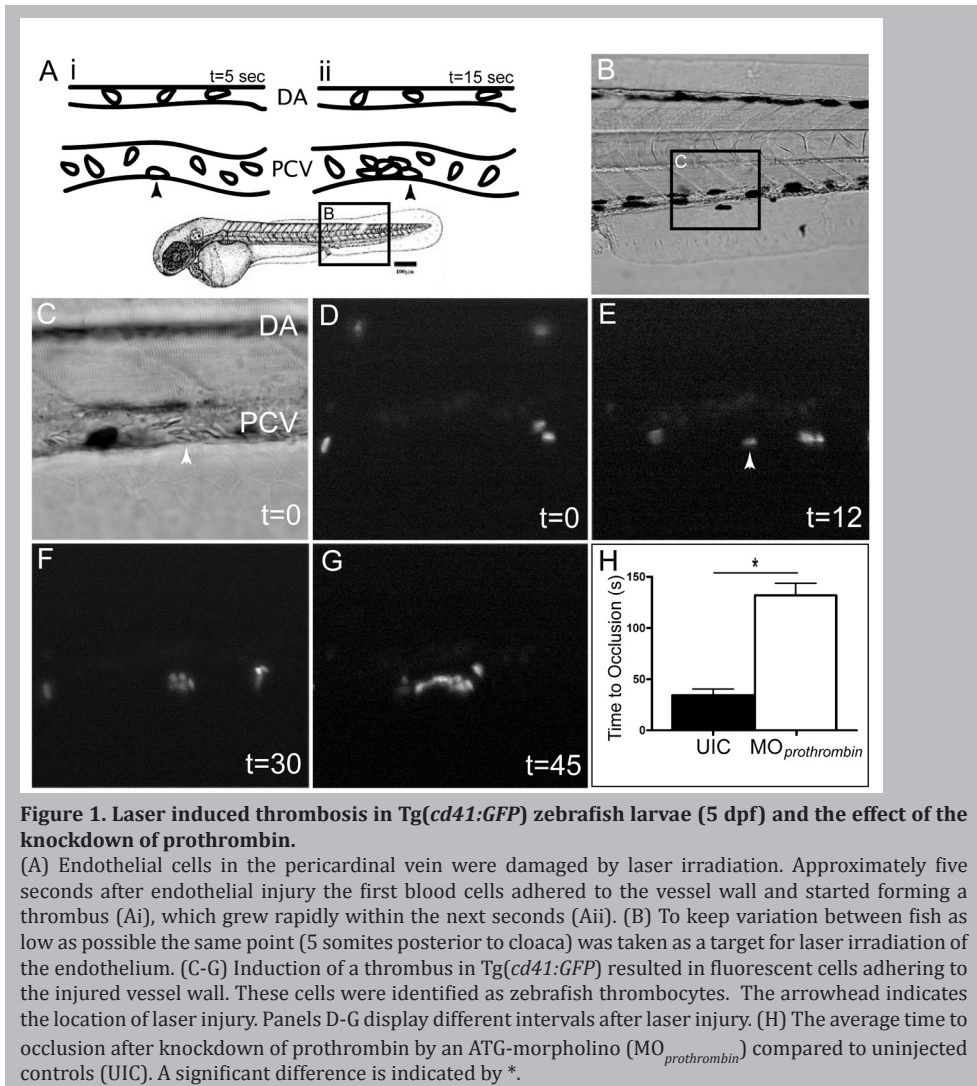 A i ii
t=5 sec t=15 sec
DA
PCV
B
100μm
B
C
C
DA
PCV
t=0
D
t=0
E
t=12
F
t=30
G
t=45
H
*
Time to Occlusion (s)
150
100
50
0
UIC MOprothrombin
Figure 1. Laser induced thrombosis in Tg(cd41:GFP) zebrafish larvae (5 dpf) and the effect of the
knockdown of prothrombin.
(A) Endothelial cells in the pericardinal vein were damaged by laser irradiation. Approximately five
seconds after endothelial injury the first blood cells adhered to the vessel wall and started forming a
thrombus (Ai), which grew rapidly within the next seconds (Aii). (B) To keep variation between fish as
low as possible the same point (5 somites posterior to cloaca) was taken as a target for laser irradiation of
the endothelium. (C-G) Induction of a thrombus in Tg(cd41:GFP) resulted in fluorescent cells adhering to
the injured vessel wall. These cells were identified as zebrafish thrombocytes. The arrowhead indicates
the location of laser injury. Panels D-G display different intervals after laser injury. (H) The average time to
occlusion after knockdown of prothrombin by an ATG-morpholino (MOprothrombin) compared to uninjected
controls (UIC). A significant difference is indicated by *.